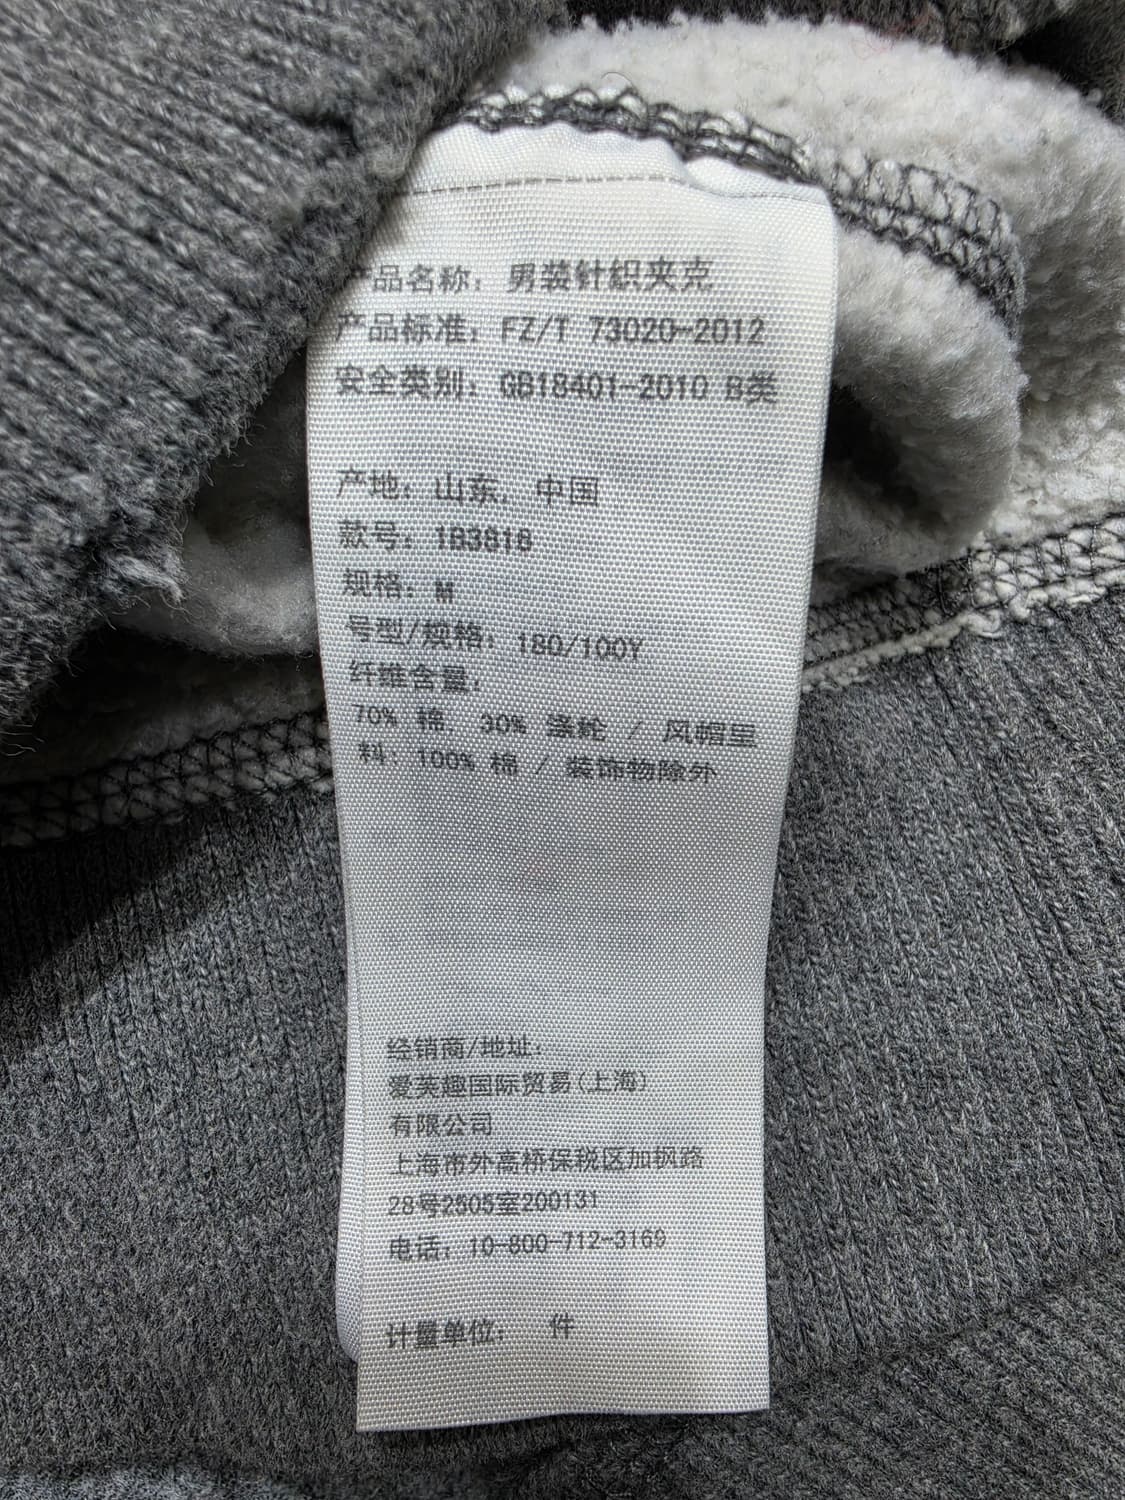 产品名称：男装针织夹克
产品标准：FZ/T 73020-2012
安全类别：GB18401-2010 B类
产地：山东，中国
款号：1B3818
规格：M
号型/规格：180/100Y
纤维含量：
70% 棉，30% 涤纶 / 风帽里
料：100% 棉 / 装饰物除外
经销商/地址：
爱芙趣国际贸易(上海)
有限公司
上海市外高桥保税区加枫路
28号2505室200131
电话：10-800-712-3169
计量单位： 件